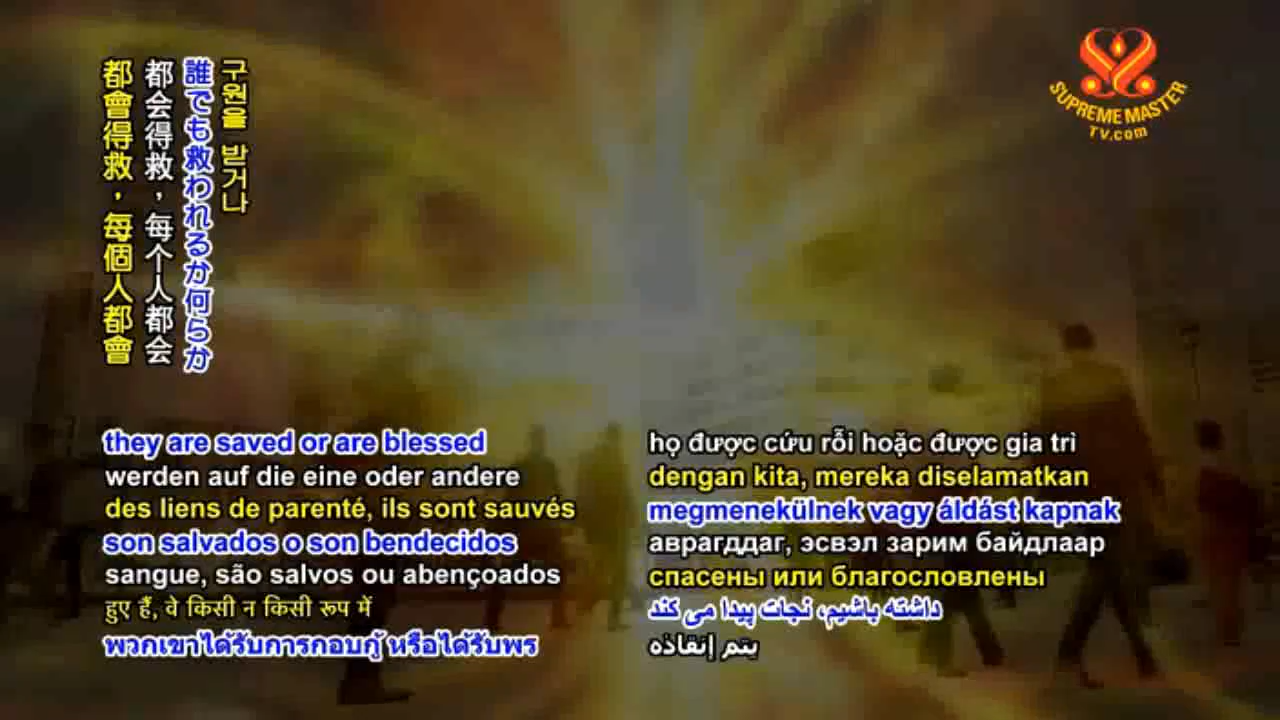 구원을 받거나
誰でも救われるか何らか
都会得救，每个人都会
都會得救，每個人都會
SUPREME MASTER
TV.com
they are saved or are blessed
werden auf die eine oder andere
des liens de parenté, ils sont sauvés
son salvados o son bendecidos
sangue, são salvos ou abençoados
हुए हैं, वे किसी न किसी रूप में
พวกเขาได้รับการกอบกู้ หรือได้รับพร
họ được cứu rỗi hoặc được gia trì
dengan kita, mereka diselamatkan
megmenekülnek vagy áldást kapnak
аврагддаг, эсвэл зарим байдлаар
спасены или благословлены
داشته باشیم، نجات پیدا می کند
يتم إنقاذه